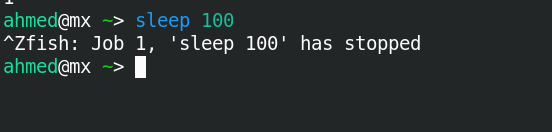 ahmed@mx ~> sleep 100
^Zfish: Job 1, 'sleep 100' has stopped
ahmed@mx ~>